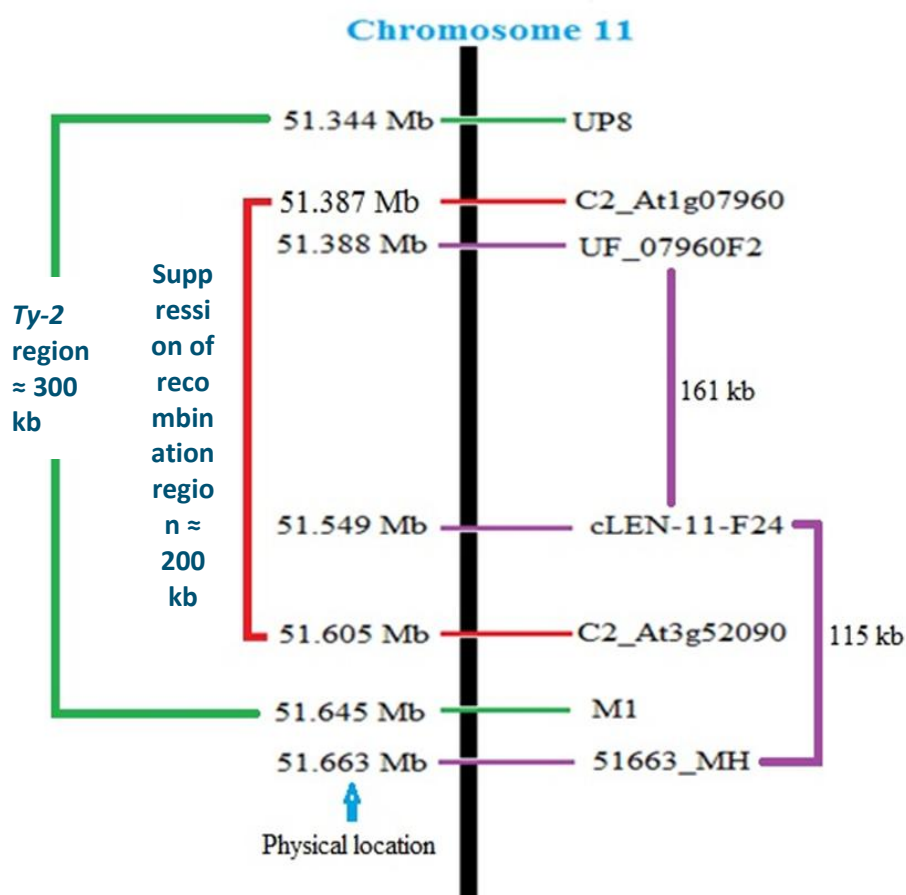 Chromosome 11
51.344 Mb
UP8
51.387 Mb
C2_At1g07960
51.388 Mb
UF_07960F2
Ty-2
region
≈ 300
kb
Supp
ressi
on of
reco
mbin
ation
regio
n ≈
200
kb
161 kb
51.549 Mb
cLEN-11-F24
51.605 Mb
C2_At3g52090
115 kb
51.645 Mb
M1
51.663 Mb
51663_MH
Physical location